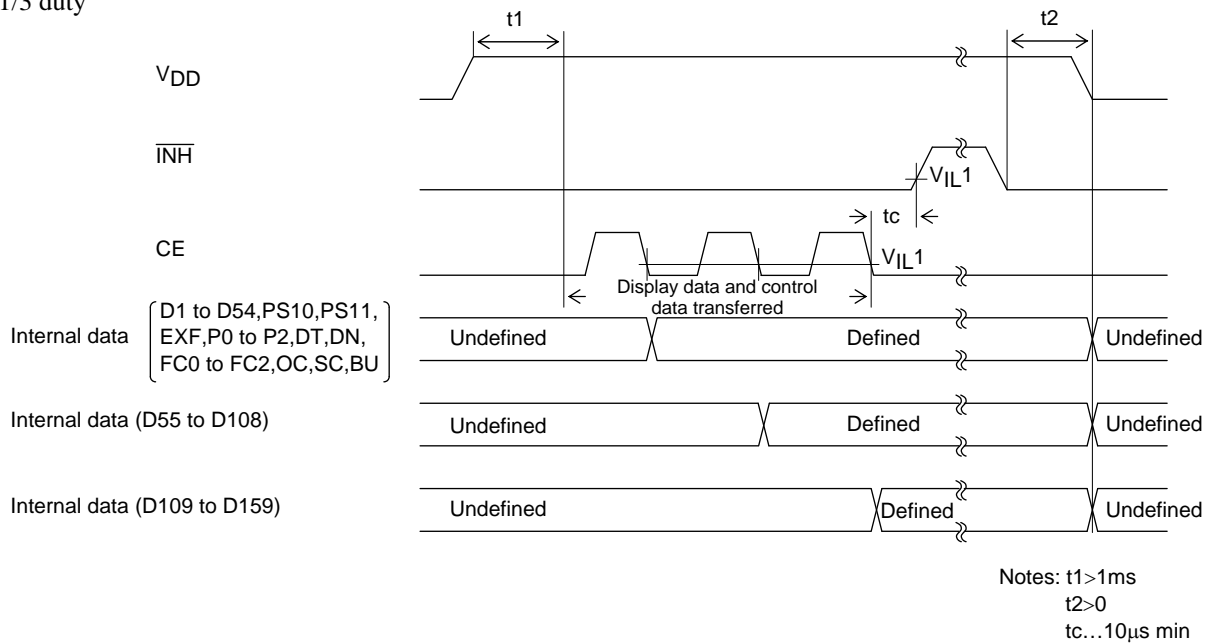 1/3 duty
t1
t2
VDD
INH
VIL1
tc
CE
VIL1
Display data and control
data transferred
Internal data
D1 to D54,PS10,PS11,
EXF,P0 to P2,DT,DN,
FC0 to FC2,OC,SC,BU
Undefined
Defined
Undefined
Internal data (D55 to D108)
Undefined
Defined
Undefined
Internal data (D109 to D159)
Undefined
Defined
Undefined
Notes: t1>1ms
t2>0
tc…10μs min